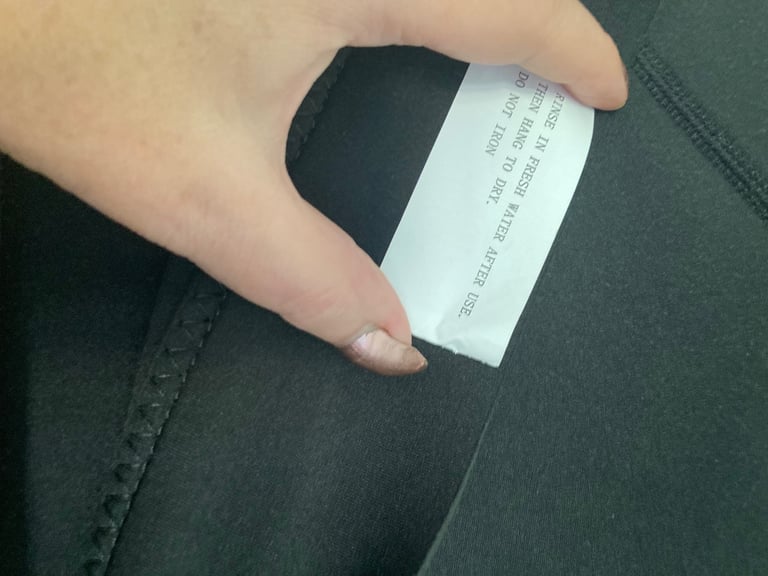 RINSE IN FRESH WATER AFTER USE.
THEN HANG TO DRY.
DO NOT IRON